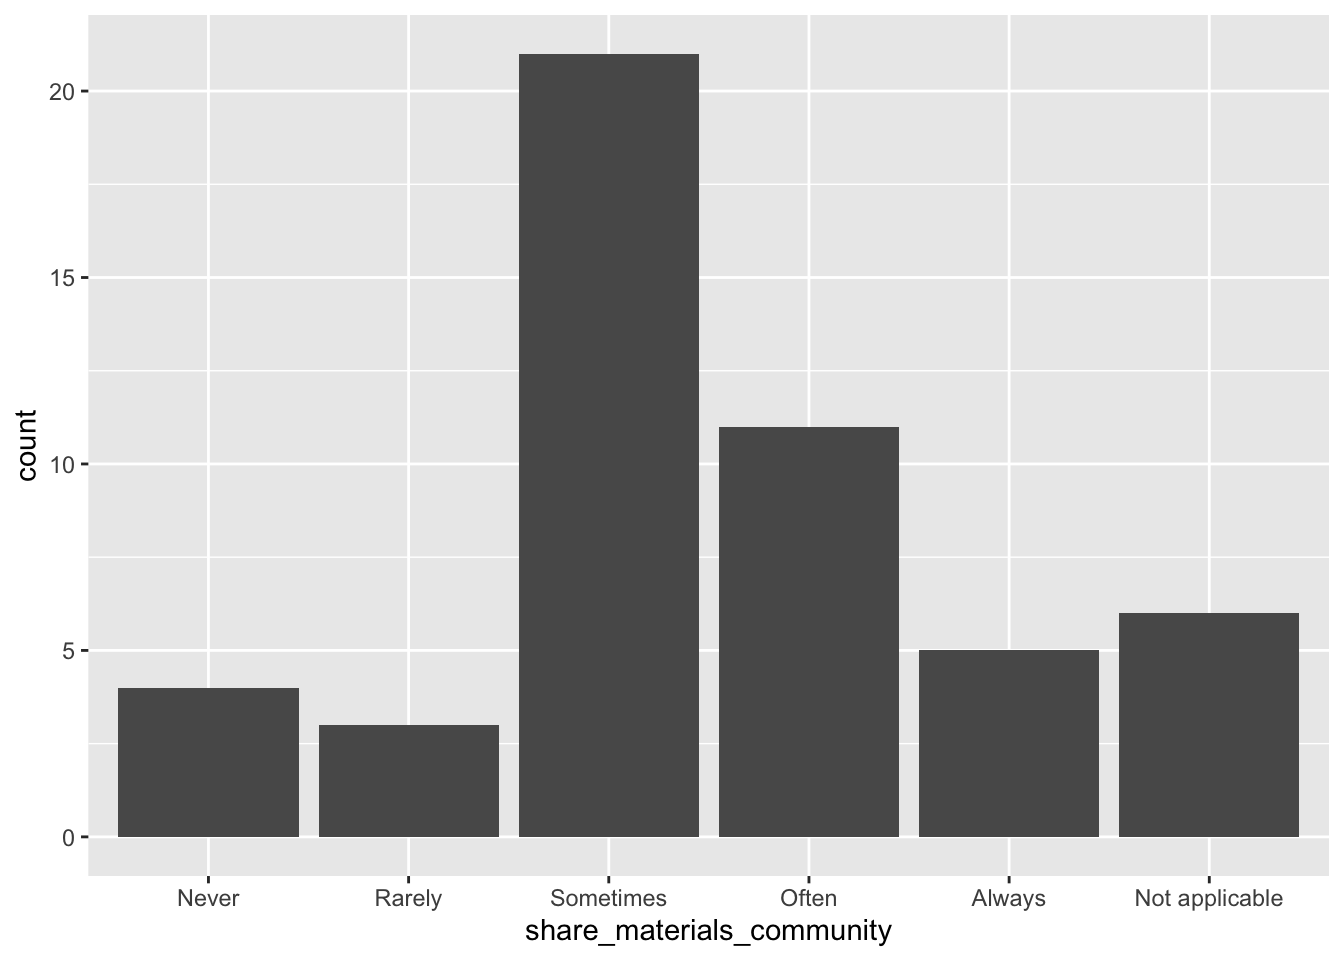 20
15
10
5
0
count
Never Rarely Sometimes Often Always Not applicable
share_materials_community